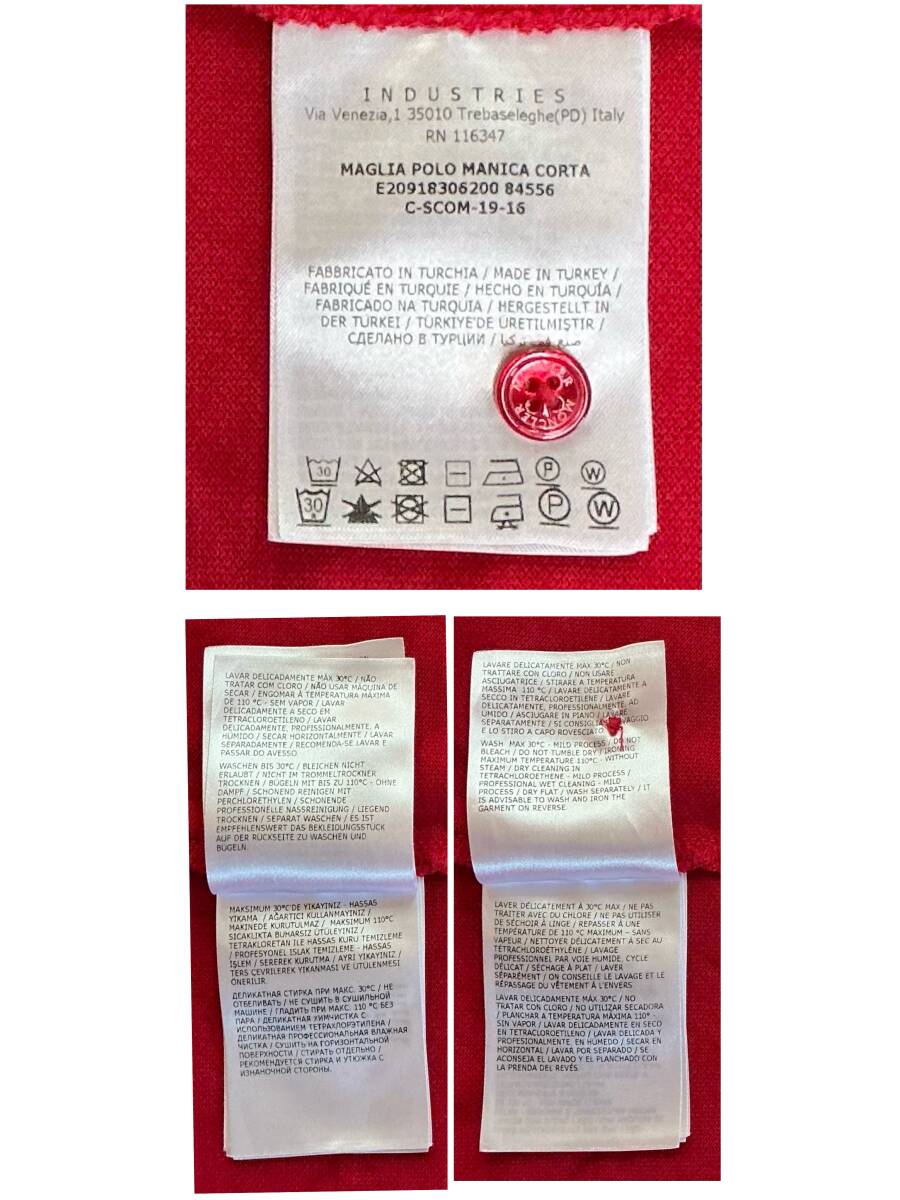 INDUSTRIES
Via Venezia,1 35010 Trebaseleghe(PD) Italy
RN 116347
MAGLIA POLO MANICA CORTA
E20918306200 84556
C-SCOM-19-16
FABBRICATO IN TURCHIA / MADE IN TURKEY /
FABRIQUÉ EN TURQUIE / HECHO EN TURQUÍA /
FABRICADO NA TURQUIA / HERGESTELLT IN
DER TÜRKEI / TÜRKİYE'DE ÜRETİLMİŞTİR /
СДЕЛАНО В ТУРЦИИ /
MONCLER MONCLER
30 P W
30 P W
LAVAR DELICADAMENTE MÁX 30°C / NÃO
TRATAR COM CLORO / NÃO USAR MÁQUINA DE
SECAR / ENGOMAR À TEMPERATURA MÁXIMA
DE 110 °C - SEM VAPOR / LAVAR
DELICADAMENTE A SECO EM
TETRACLOROETILENO / LAVAR
DELICADAMENTE, PROFISSIONALMENTE, A
HÚMIDO / SECAR HORIZONTALMENTE / LAVAR
SEPARADAMENTE / RECOMENDA-SE LAVAR E
PASSAR DO AVESSO.
WASCHEN BIS 30°C / BLEICHEN NICHT
ERLAUBT / NICHT IM TROMMELTROCKNER
TROCKNEN / BÜGELN MIT BIS ZU 110°C - OHNE
DAMPF / SCHONEND REINIGEN MIT
PERCHLORETHYLEN / SCHONENDE
PROFESSIONELLE NASSREINIGUNG / LIEGEND
TROCKNEN / SEPARAT WASCHEN / ES IST
EMPFEHLENSWERT DAS BEKLEIDUNGSSTÜCK
AUF DER RÜCKSEITE ZU WASCHEN UND
BÜGELN.
MAKSIMUM 30°C'DE YIKAYINIZ - HASSAS
YIKAMA / AĞARTICI KULLANMAYINIZ /
MAKİNEDE KURUTULMAZ / MAKSIMUM 110°C
SICAKLIKTA BUHARSIZ ÜTÜLEYINIZ /
TETRAKLORETAN ILE HASSAS KURU TEMIZLEME
/ PROFESYONEL ISLAK TEMIZLEME - HASSAS
IŞLEM / SEREREK KURUTMA / AYRI YIKAYINIZ /
TERS ÇEVRILEREK YIKANMASI VE ÜTÜLENMESI
ÖNERILIR.
ДЕЛИКАТНАЯ СТИРКА ПРИ МАКС. 30°C / НЕ
ОТБЕЛИВАТЬ / НЕ СУШИТЬ В СУШИЛЬНОЙ
МАШИНЕ / ГЛАДИТЬ ПРИ МАКС. 110 °C БЕЗ
ПАРА / ДЕЛИКАТНАЯ ХИМЧИСТКА С
ИСПОЛЬЗОВАНИЕМ ТЕТРАХЛОРЭТИЛЕНА /
ДЕЛИКАТНАЯ ПРОФЕССИОНАЛЬНАЯ ВЛАЖНАЯ
ЧИСТКА / СУШИТЬ НА ГОРИЗОНТАЛЬНОЙ
ПОВЕРХНОСТИ / СТИРАТЬ ОТДЕЛЬНО /
РЕКОМЕНДУЕТСЯ СТИРКА И УТЮЖКА С
ИЗНАНОЧНОЙ СТОРОНЫ.
LAVARE DELICATAMENTE MAX 30°C / NON
TRATTARE CON CLORO / NON USARE
ASCIUGATRICE / STIRARE A TEMPERATURA
MASSIMA 110 °C / LAVARE DELICATAMENTE A
SECCO IN TETRACLOROETILENE / LAVARE
DELICATAMENTE, PROFESSIONALMENTE, AD
UMIDO / ASCIUGARE IN PIANO / LAVARE
SEPARATAMENTE / SI CONSIGLIA LAVAGGIO
E LO STIRO A CAPO ROVESCIATO
WASH MAX 30°C - MILD PROCESS / DO NOT
BLEACH / DO NOT TUMBLE DRY / IRONING
MAXIMUM TEMPERATURE 110°C - WITHOUT
STEAM / DRY CLEANING IN
TETRACHLOROETHENE - MILD PROCESS /
PROFESSIONAL WET CLEANING - MILD
PROCESS / DRY FLAT / WASH SEPARATELY / IT
IS ADVISABLE TO WASH AND IRON THE
GARMENT ON REVERSE.
LAVER DÉLICATEMENT À 30°C MAX / NE PAS
TRAITER AVEC DU CHLORE / NE PAS UTILISER
DE SÉCHOIR À LINGE / REPASSER À UNE
TEMPÉRATURE DE 110 °C MAXIMUM – SANS
VAPEUR / NETTOYER DÉLICATEMENT À SEC AU
TÉTRACHLOROÉTHYLÈNE / LAVAGE
PROFESSIONNEL PAR VOIE HUMIDE, CYCLE
DÉLICAT / SÉCHAGE À PLAT / LAVER
SÉPARÉMENT / ON CONSEILLE LE LAVAGE ET LE
RÉPASSAGE DU VÊTEMENT À L'ENVERS
LAVAR DELICADAMENTE MÁX 30°C / NO
TRATAR CON CLORO / NO UTILIZAR SECADORA
/ PLANCHAR A TEMPERATURA MÁXIMA 110°
SIN VAPOR / LAVAR DELICADAMENTE EN SECO
EN TETRACLOROETILENO / LAVAR DELICADA Y
PROFESIONALMENTE, EN HÚMEDO / SECAR EN
HORIZONTAL / LAVAR POR SEPARADO / SE
ACONSEJA EL LAVADO Y EL PLANCHADO CON
LA PRENDA DEL REVÉS.